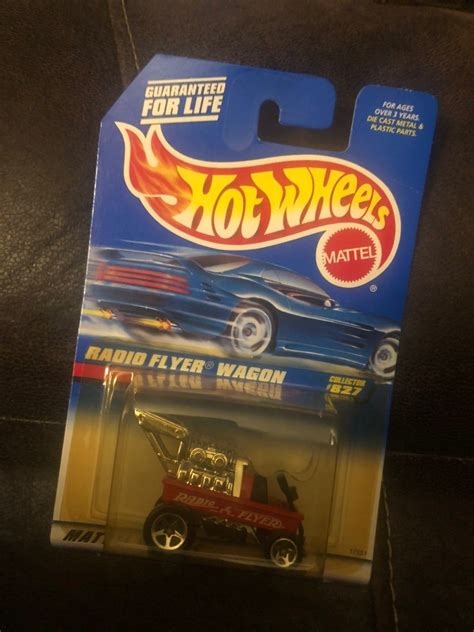 GUARANTEED
FOR LIFE
FOR AGES
OVER 3 YEARS.
DIE CAST METAL &
PLASTIC PARTS.
HOT WHEELS
MATTEL
®
RADIO FLYER® WAGON
COLLECTOR
#827
RADIO FLYER
MAT